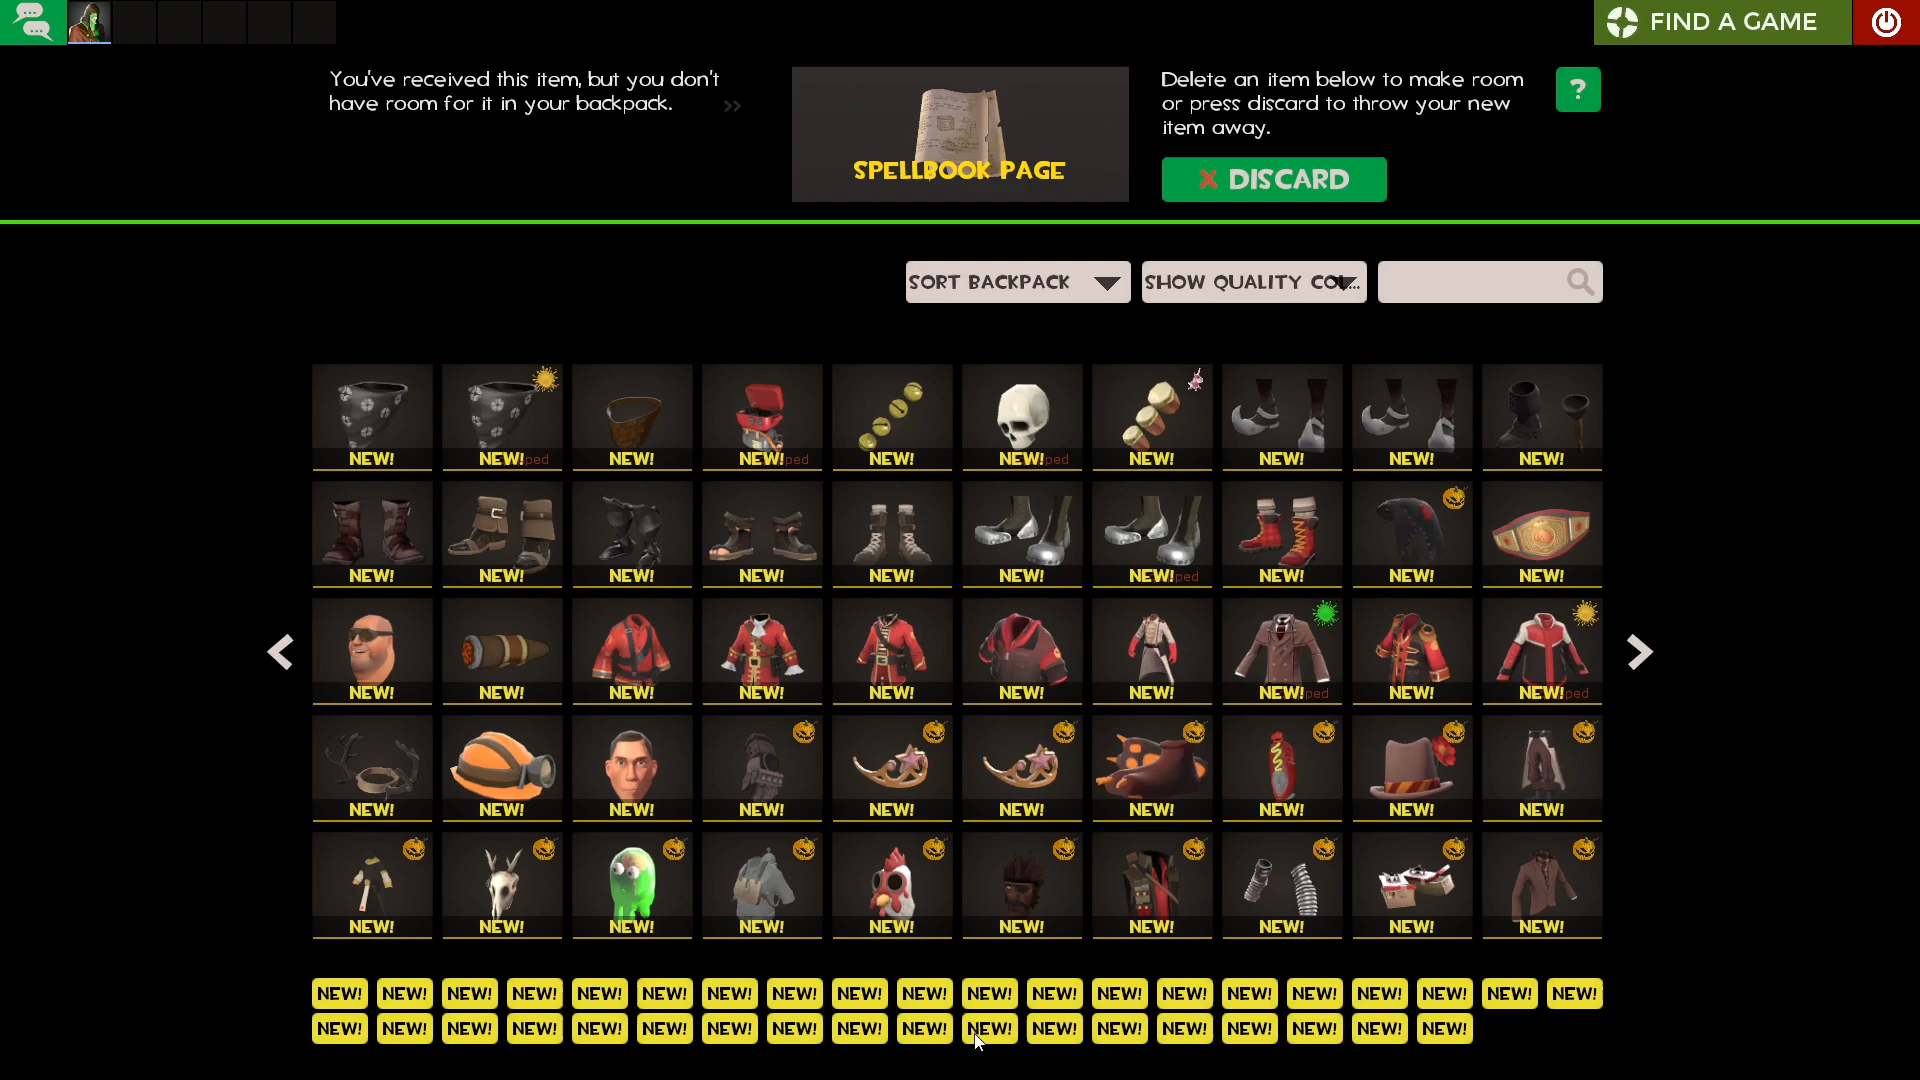 FIND A GAME
You've received this item, but you don't
have room for it in your backpack.
>>
SPELLBOOK PAGE
Delete an item below to make room
or press discard to throw your new
item away.
?
X DISCARD
SORT BACKPACK
SHOW QUALITY COL...
NEW! NEW! NEW! NEW! NEW! NEW! NEW! NEW! NEW! NEW!
NEW! NEW! NEW! NEW! NEW! NEW! NEW! NEW! NEW! NEW!
NEW! NEW! NEW! NEW! NEW! NEW! NEW! NEW! NEW! NEW!
NEW! NEW! NEW! NEW! NEW! NEW! NEW! NEW! NEW! NEW!
NEW! NEW! NEW! NEW! NEW! NEW! NEW! NEW! NEW! NEW!
NEW! NEW! NEW! NEW! NEW! NEW! NEW! NEW! NEW! NEW! NEW! NEW! NEW! NEW! NEW! NEW! NEW! NEW! NEW! NEW!
NEW! NEW! NEW! NEW! NEW! NEW! NEW! NEW! NEW! NEW! NEW! NEW! NEW! NEW! NEW! NEW! NEW! NEW!